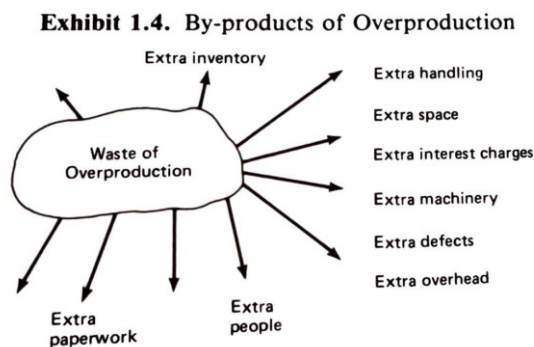 Exhibit 1.4. By-products of Overproduction
Extra inventory
Extra handling
Extra space
Waste of
Overproduction
Extra interest charges
Extra machinery
Extra defects
Extra overhead
Extra
paperwork
Extra
people